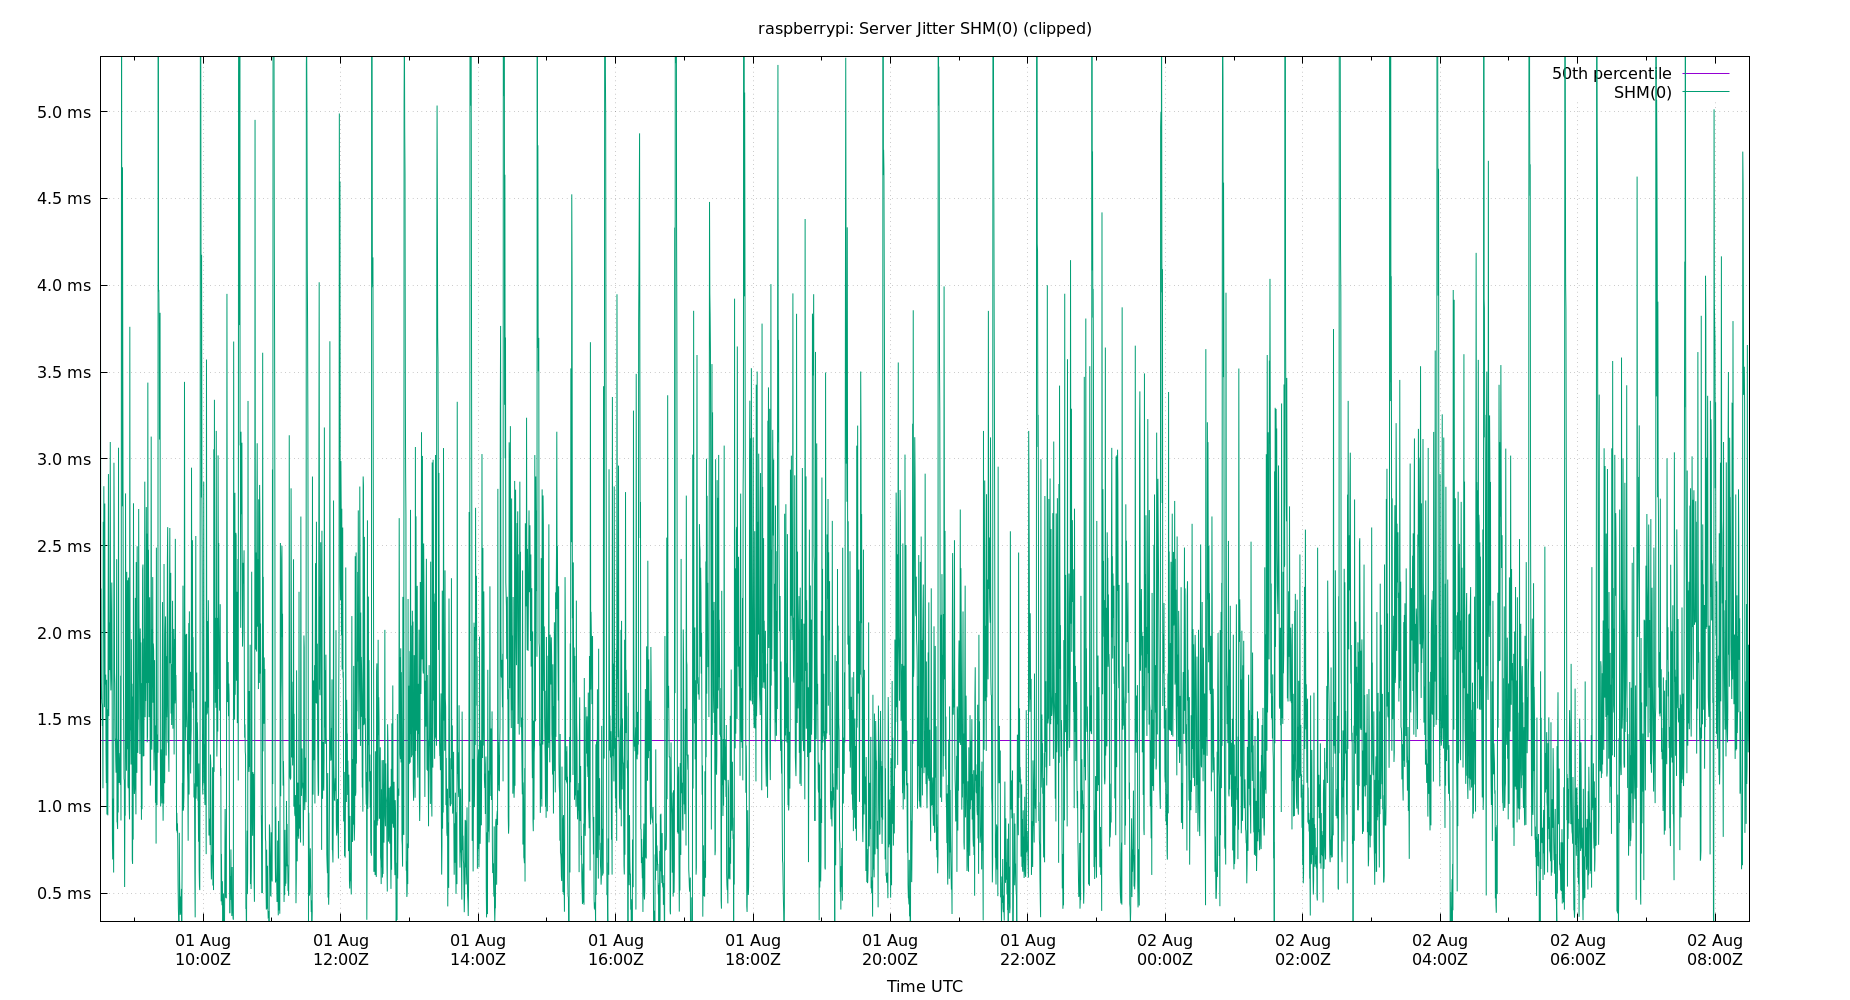 raspberrypi: Server Jitter SHM(0) (clipped)
50th percentile
SHM(0)
5.0 ms
4.5 ms
4.0 ms
3.5 ms
3.0 ms
2.5 ms
2.0 ms
1.5 ms
1.0 ms
0.5 ms
01 Aug 01 Aug 01 Aug 01 Aug 01 Aug 01 Aug 01 Aug 02 Aug 02 Aug 02 Aug 02 Aug 02 Aug
10:00Z 12:00Z 14:00Z 16:00Z 18:00Z 20:00Z 22:00Z 00:00Z 02:00Z 04:00Z 06:00Z 08:00Z
Time UTC